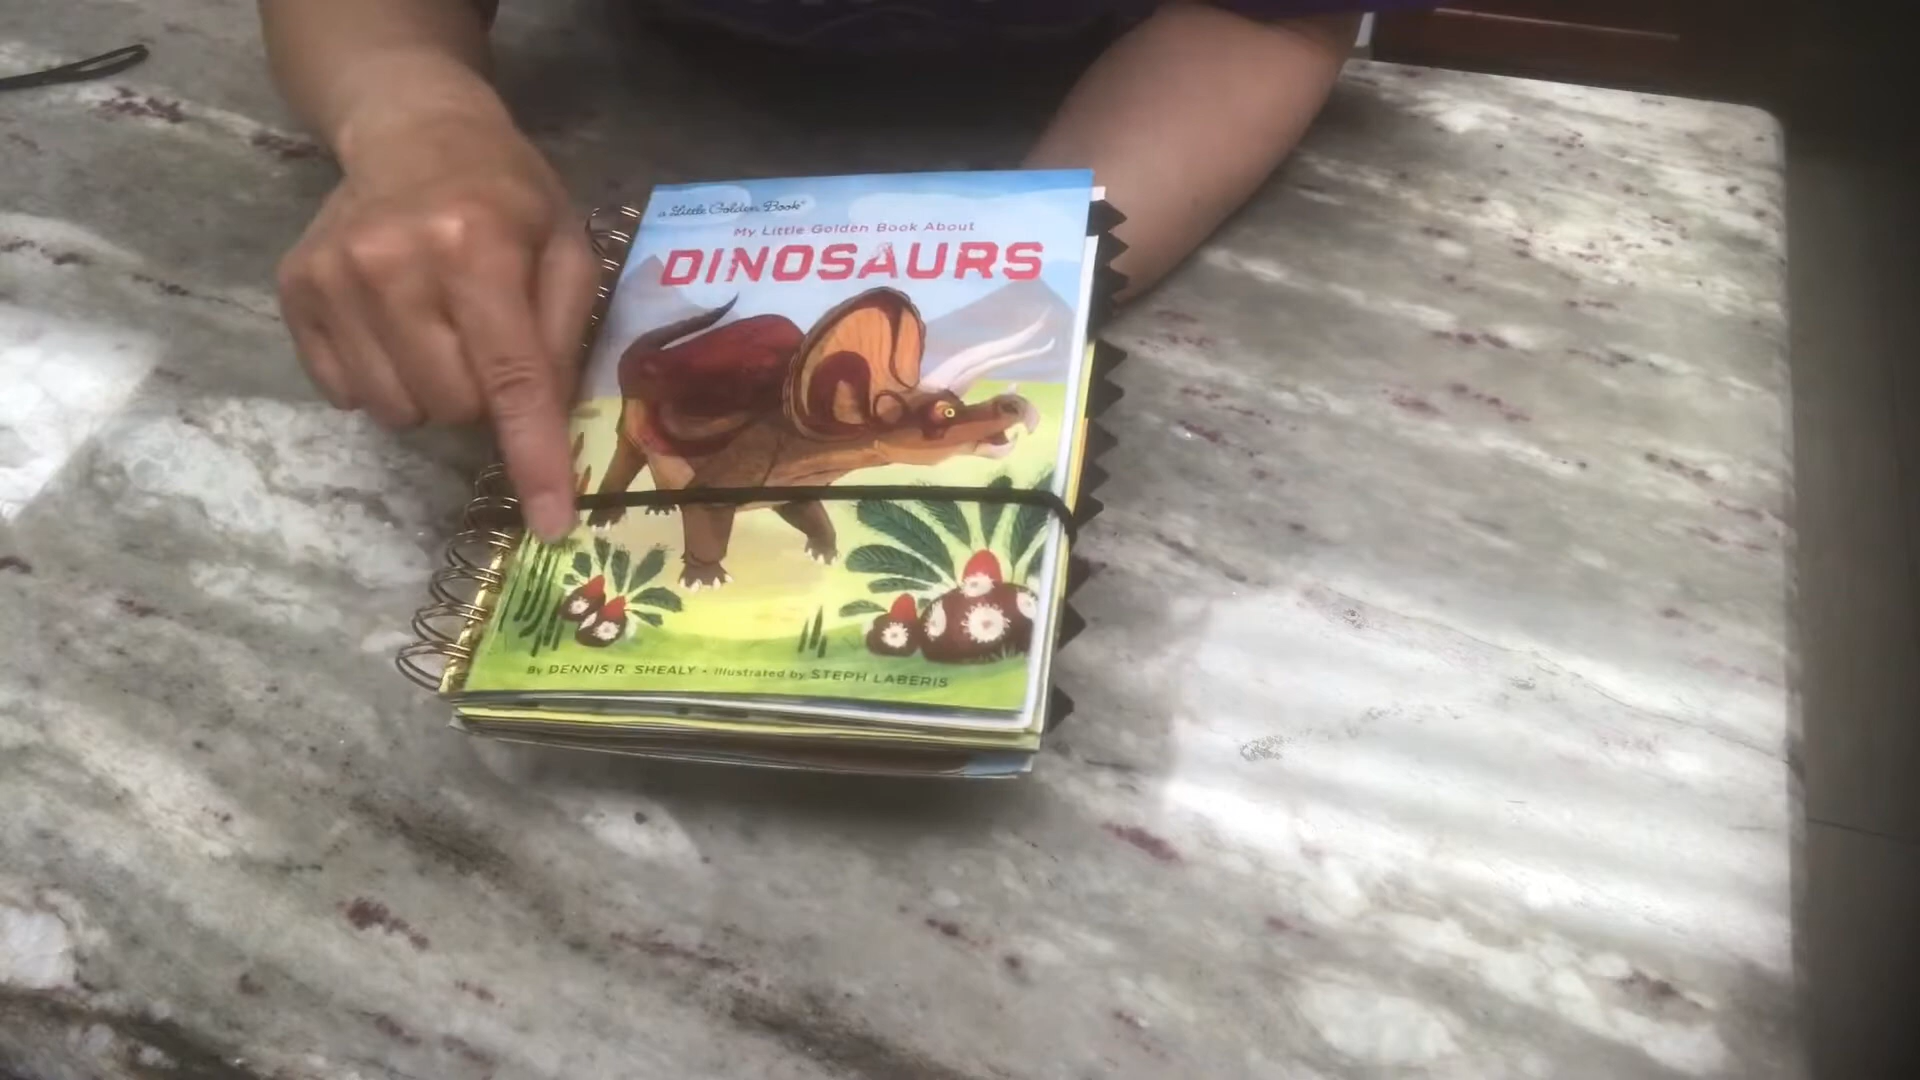 a Little Golden Book®
My Little Golden Book About
DINOSAURS
By DENNIS R. SHEALY • Illustrated by STEPH LABERIS